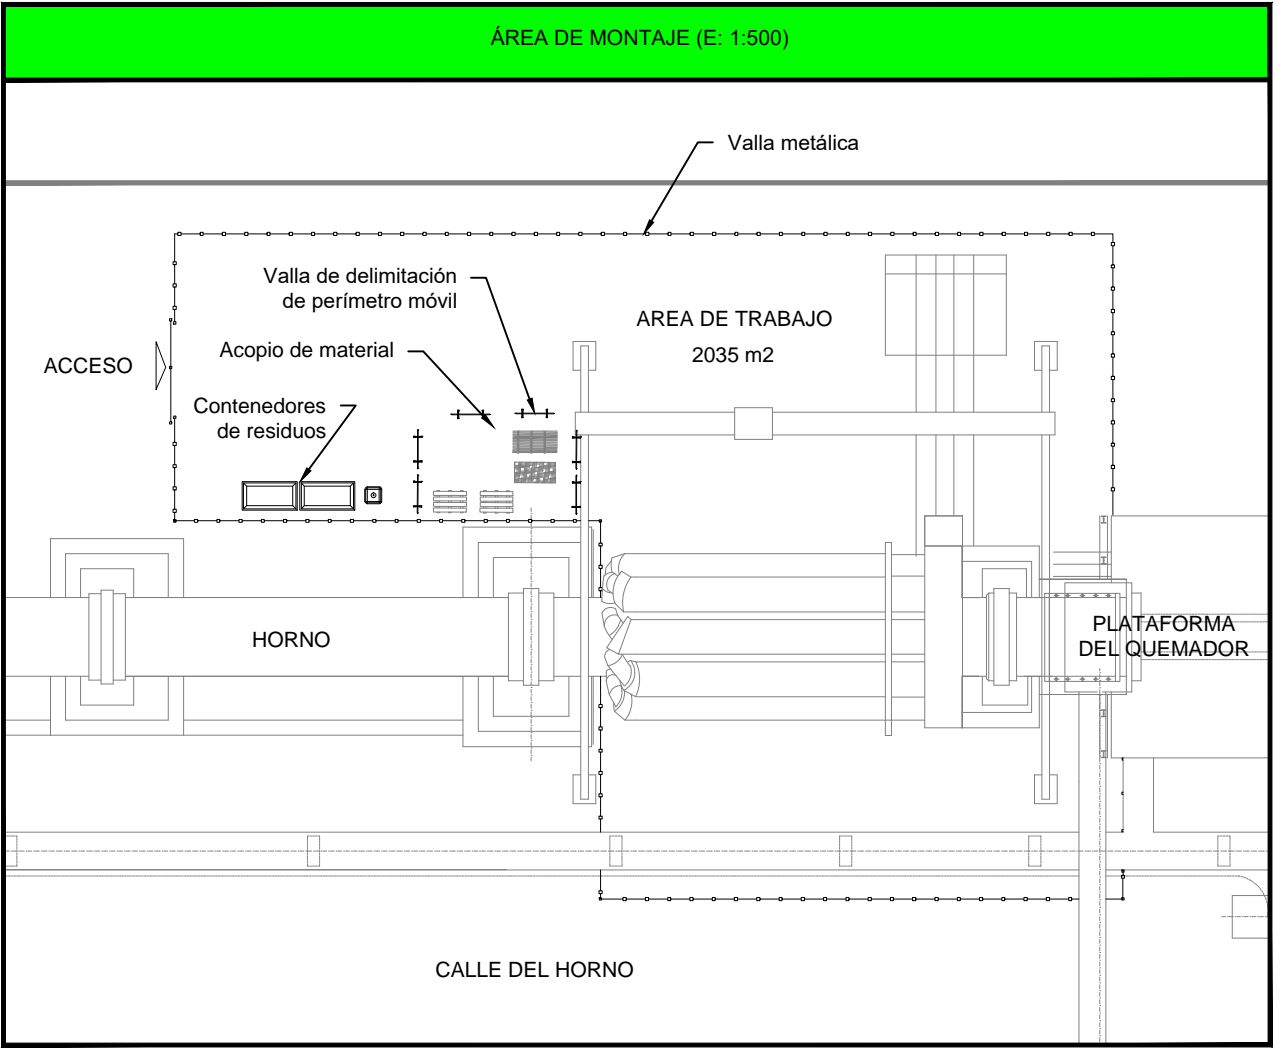 ÁREA DE MONTAJE (E: 1:500)
Valla metálica
Valla de delimitación
de perímetro móvil
AREA DE TRABAJO
2035 m2
Acopio de material
ACCESO
Contenedores
de residuos
HORNO
PLATAFORMA
DEL QUEMADOR
CALLE DEL HORNO